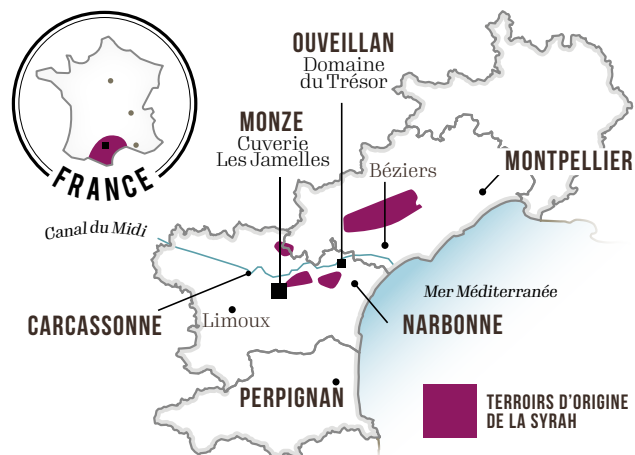 FRANCE
OUVEILLAN
Domaine
du Trésor
MONZE
Cuverie
Les Jamelles
Béziers
MONTPELLIER
Canal du Midi
Mer Méditerranée
CARCASSONNE
Limoux
NARBONNE
PERPIGNAN
TERROIRS D'ORIGINE
DE LA SYRAH